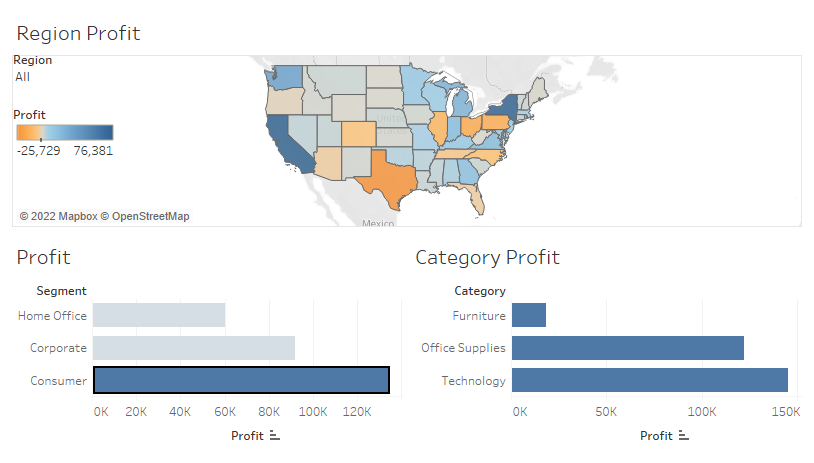 Region Profit
Region
All
Profit
-25,729 76,381
United
States
Mexico
© 2022 Mapbox © OpenStreetMap
Profit
Segment
Home Office
Corporate
Consumer
0K 20K 40K 60K 80K 100K 120K
Profit
Category Profit
Category
Furniture
Office Supplies
Technology
0K 50K 100K 150K
Profit